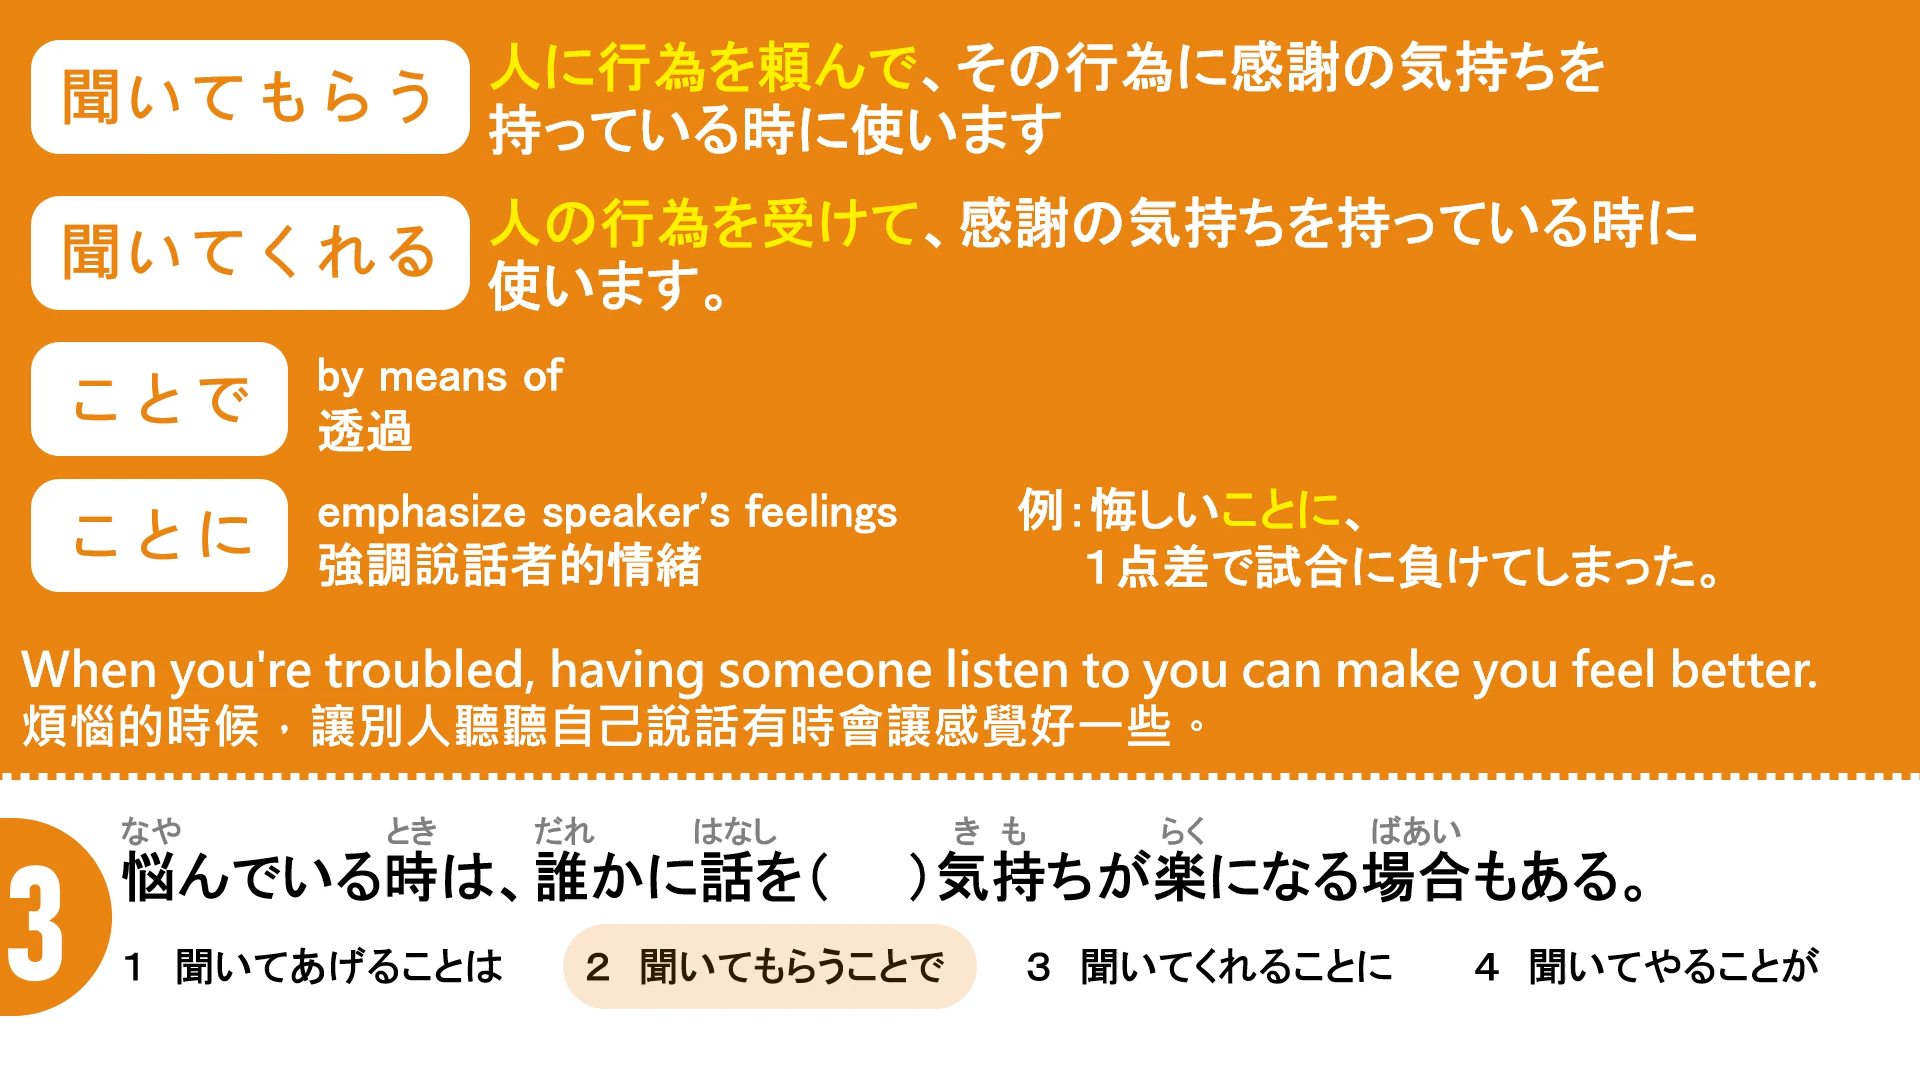 聞いてもらう
人に行為を頼んで、その行為に感謝の気持ちを
持っている時に使います
聞いてくれる
人の行為を受けて、感謝の気持ちを持っている時に
使います。
ことで
by means of
透過
ことに
emphasize speaker's feelings
強調說話者的情緒
例：悔しいことに、
１点差で試合に負けてしまった。
When you're troubled, having someone listen to you can make you feel better.
煩惱的時候，讓別人聽聽自己說話有時會讓感覺好一些。
なや とき だれ はなし き も らく ばあい
3
悩んでいる時は、誰かに話を（　　）気持ちが楽になる場合もある。
１ 聞いてあげることは ２ 聞いてもらうことで ３ 聞いてくれることに ４ 聞いてやることが